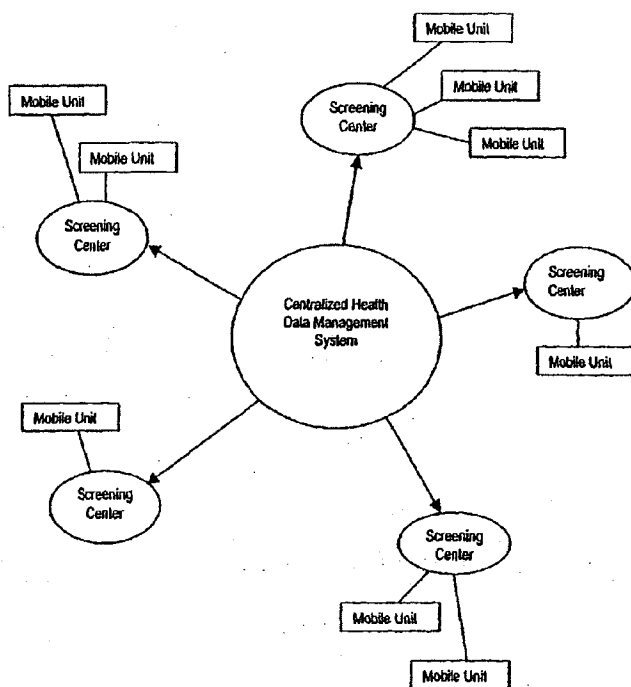 Mobile Unit
Mobile Unit
Mobile Unit
Screening
Center
Mobile Unit
Mobile Unit
Screening
Center
Screening
Center
Mobile Unit
Centralized Health
Data Management
System
Mobile Unit
Screening
Center
Screening
Center
Mobile Unit
Mobile Unit